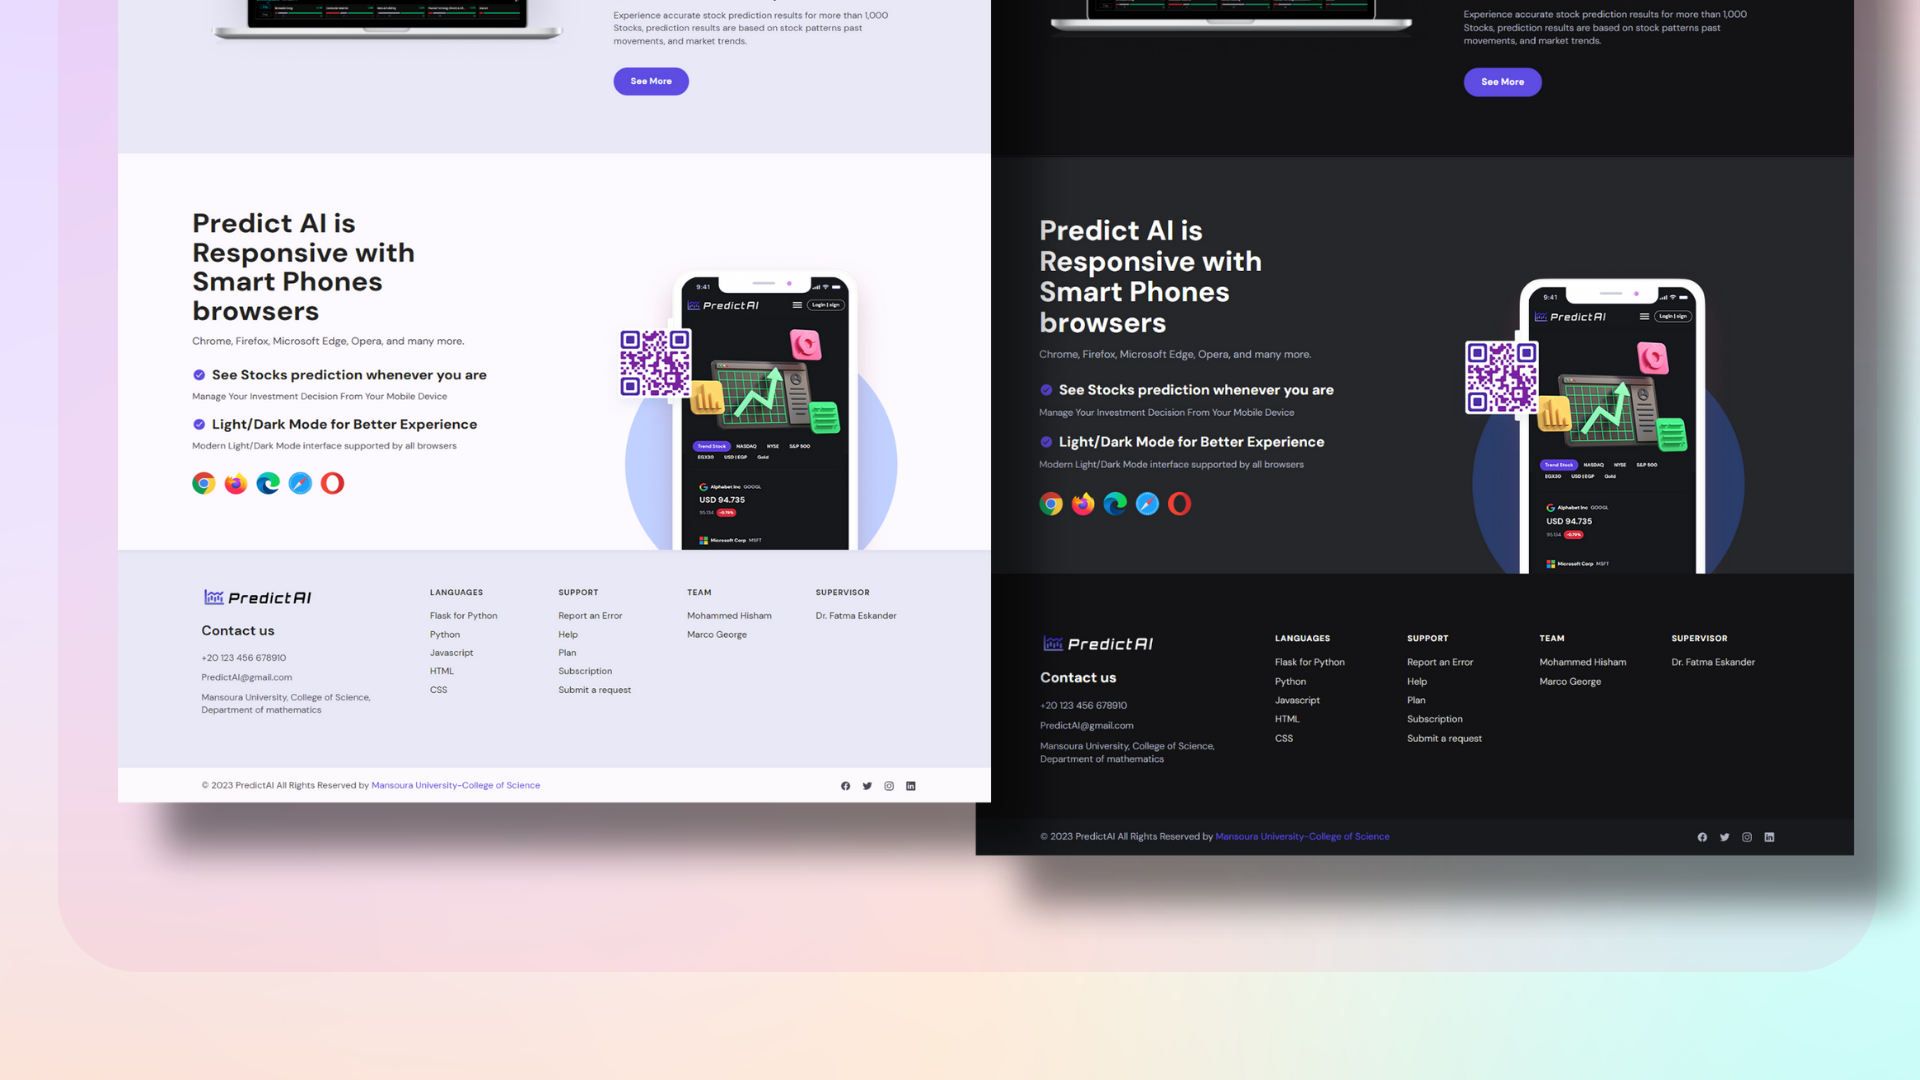 Experience accurate stock prediction results for more than 1,000
Stocks, prediction results are based on stock patterns past
movements, and market trends.
See More
Predict AI is
Responsive with
Smart Phones
browsers
Chrome, Firefox, Microsoft Edge, Opera, and many more.
See Stocks prediction whenever you are
Manage Your Investment Decision From Your Mobile Device
Light/Dark Mode for Better Experience
Modern Light/Dark Mode interface supported by all browsers
9:41
PredictAI
Login | sign
Trend Stock NASDAQ NYSE S&P 500
EGX30 USD | EGP Gold
Alphabet Inc GOOGL
USD 94.735
95.134 -0.79%
Microsoft Corp MSFT
PredictAI
Contact us
+20 123 456 678910
PredictAI@gmail.com
Mansoura University, College of Science,
Department of mathematics
LANGUAGES
Flask for Python
Python
Javascript
HTML
CSS
SUPPORT
Report an Error
Help
Plan
Subscription
Submit a request
TEAM
Mohammed Hisham
Marco George
SUPERVISOR
Dr. Fatma Eskander
© 2023 PredictAI All Rights Reserved by Mansoura University-College of Science
Experience accurate stock prediction results for more than 1,000
Stocks, prediction results are based on stock patterns past
movements, and market trends.
See More
Predict AI is
Responsive with
Smart Phones
browsers
Chrome, Firefox, Microsoft Edge, Opera, and many more.
See Stocks prediction whenever you are
Manage Your Investment Decision From Your Mobile Device
Light/Dark Mode for Better Experience
Modern Light/Dark Mode interface supported by all browsers
9:41
PredictAI
Login | sign
Trend Stock NASDAQ NYSE S&P 500
EGX30 USD | EGP Gold
Alphabet Inc GOOGL
USD 94.735
95.134 -0.79%
Microsoft Corp MSFT
PredictAI
Contact us
+20 123 456 678910
PredictAI@gmail.com
Mansoura University, College of Science,
Department of mathematics
LANGUAGES
Flask for Python
Python
Javascript
HTML
CSS
SUPPORT
Report an Error
Help
Plan
Subscription
Submit a request
TEAM
Mohammed Hisham
Marco George
SUPERVISOR
Dr. Fatma Eskander
© 2023 PredictAI All Rights Reserved by Mansoura University-College of Science